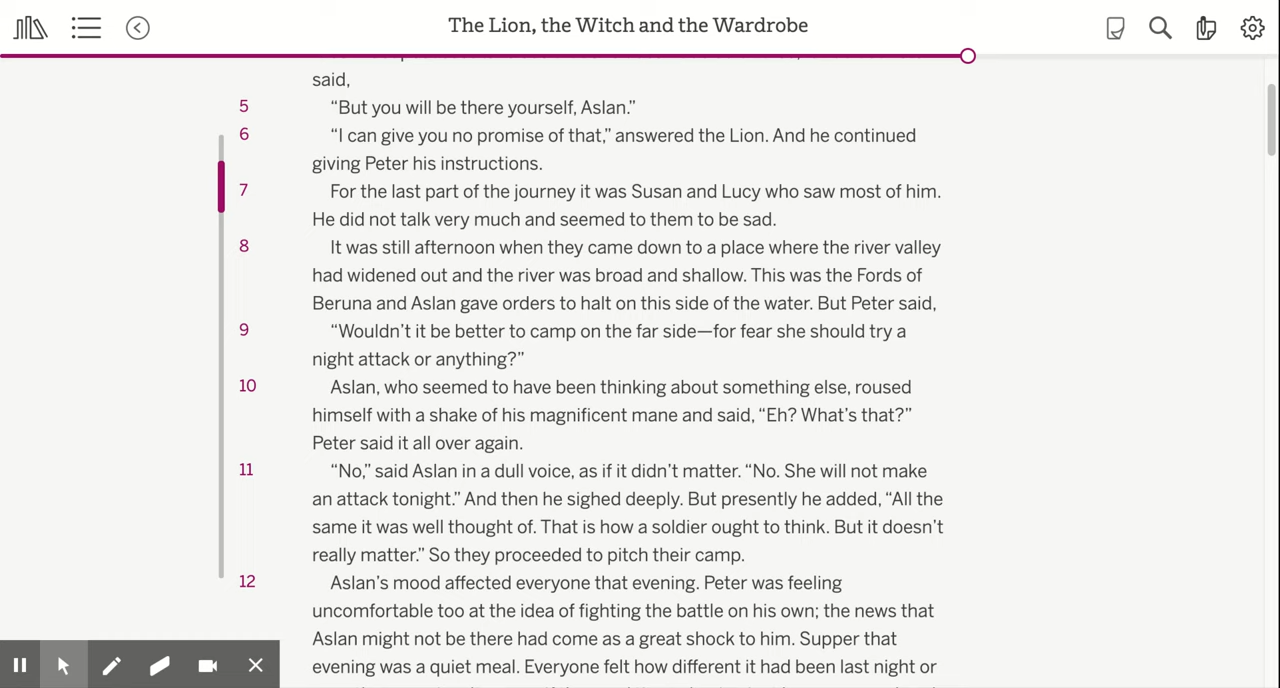 The Lion, the Witch and the Wardrobe
said,
5 “But you will be there yourself, Aslan.”
6 “I can give you no promise of that,” answered the Lion. And he continued
giving Peter his instructions.
7 For the last part of the journey it was Susan and Lucy who saw most of him.
He did not talk very much and seemed to them to be sad.
8 It was still afternoon when they came down to a place where the river valley
had widened out and the river was broad and shallow. This was the Fords of
Beruna and Aslan gave orders to halt on this side of the water. But Peter said,
9 “Wouldn’t it be better to camp on the far side—for fear she should try a
night attack or anything?”
10 Aslan, who seemed to have been thinking about something else, roused
himself with a shake of his magnificent mane and said, “Eh? What’s that?”
Peter said it all over again.
11 “No,” said Aslan in a dull voice, as if it didn’t matter. “No. She will not make
an attack tonight.” And then he sighed deeply. But presently he added, “All the
same it was well thought of. That is how a soldier ought to think. But it doesn’t
really matter.” So they proceeded to pitch their camp.
12 Aslan’s mood affected everyone that evening. Peter was feeling
uncomfortable too at the idea of fighting the battle on his own; the news that
Aslan might not be there had come as a great shock to him. Supper that
evening was a quiet meal. Everyone felt how different it had been last night or